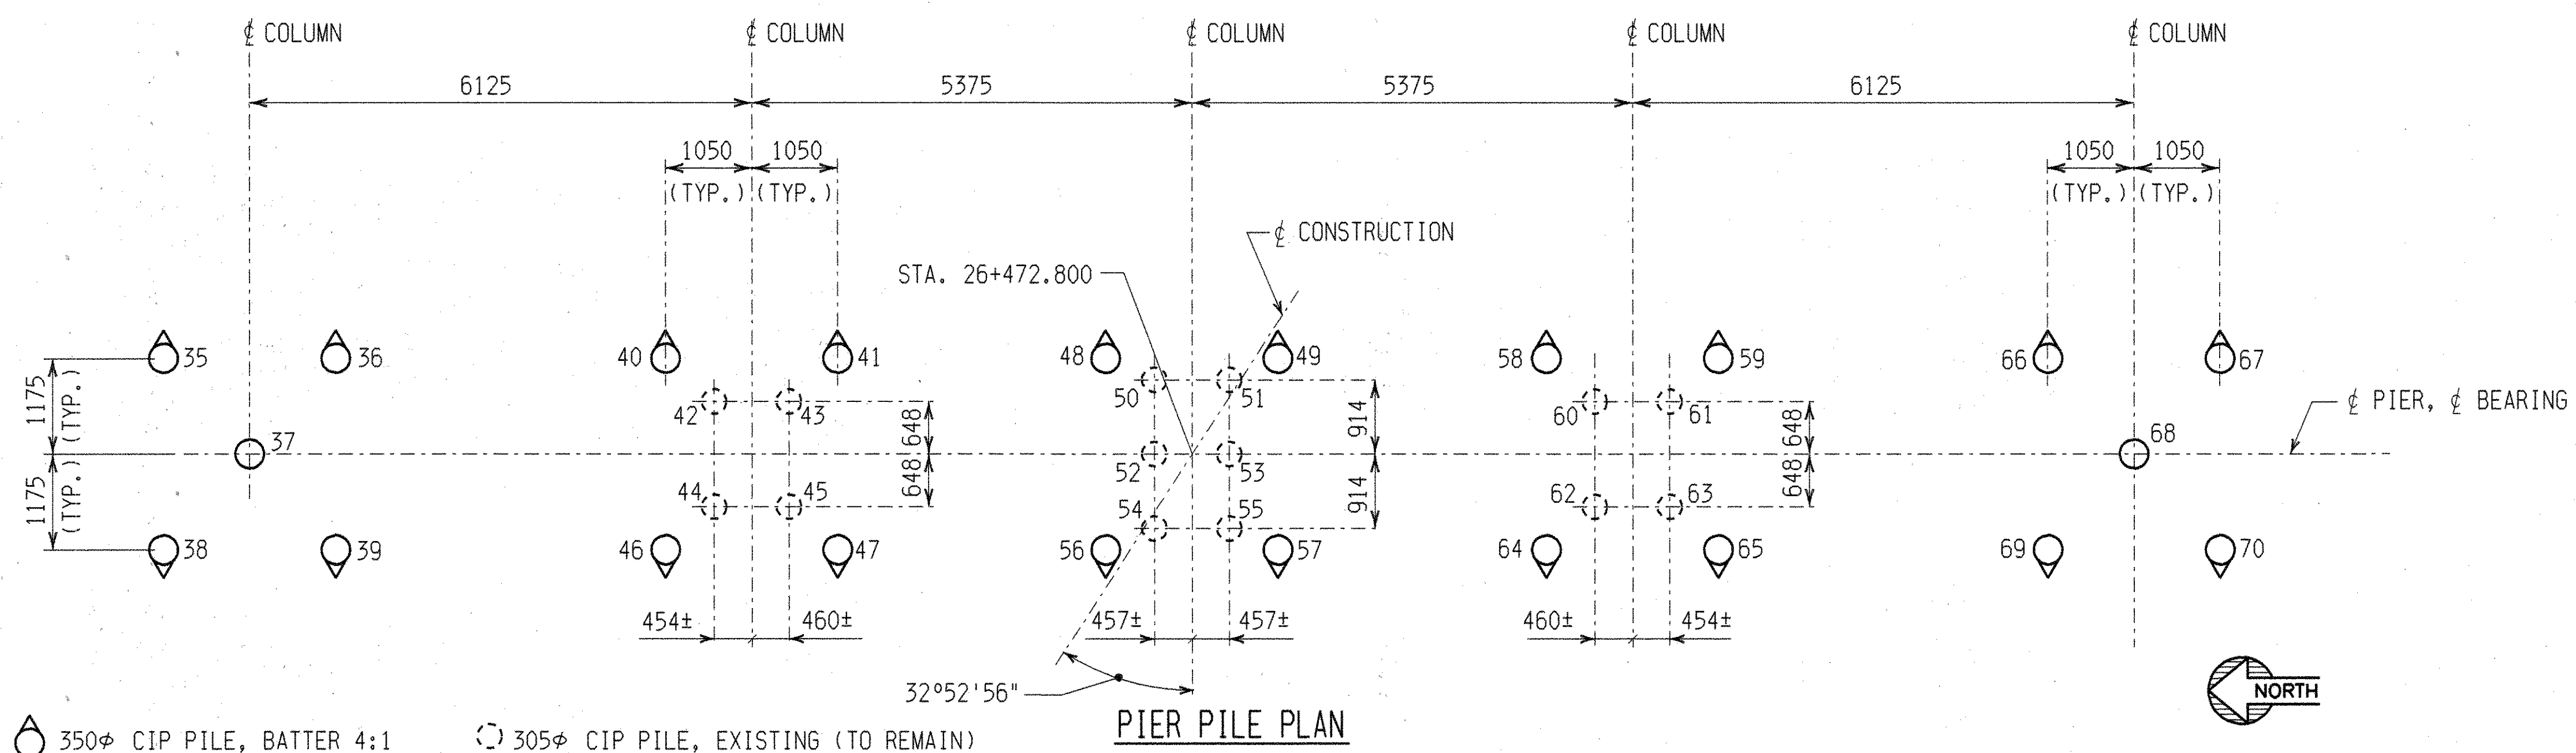 ℄ COLUMN ℄ COLUMN ℄ COLUMN ℄ COLUMN ℄ COLUMN
6125 5375 5375 6125
1050 1050 1050 1050
(TYP.) (TYP.) (TYP.) (TYP.)
℄ CONSTRUCTION
STA. 26+472.800
35 36 40 41 48 49 58 59 66 67
1175 (TYP.)
50 51
42 43 60 61
914
648 648
℄ PIER, ℄ BEARING
37 52 53 68
1175 (TYP.)
648 914 648
44 45 54 55 62 63
38 39 46 47 56 57 64 65 69 70
454± 460± 457± 457± 460± 454±
32°52'56"
NORTH
PIER PILE PLAN
350⌀ CIP PILE, BATTER 4:1
305⌀ CIP PILE, EXISTING (TO REMAIN)